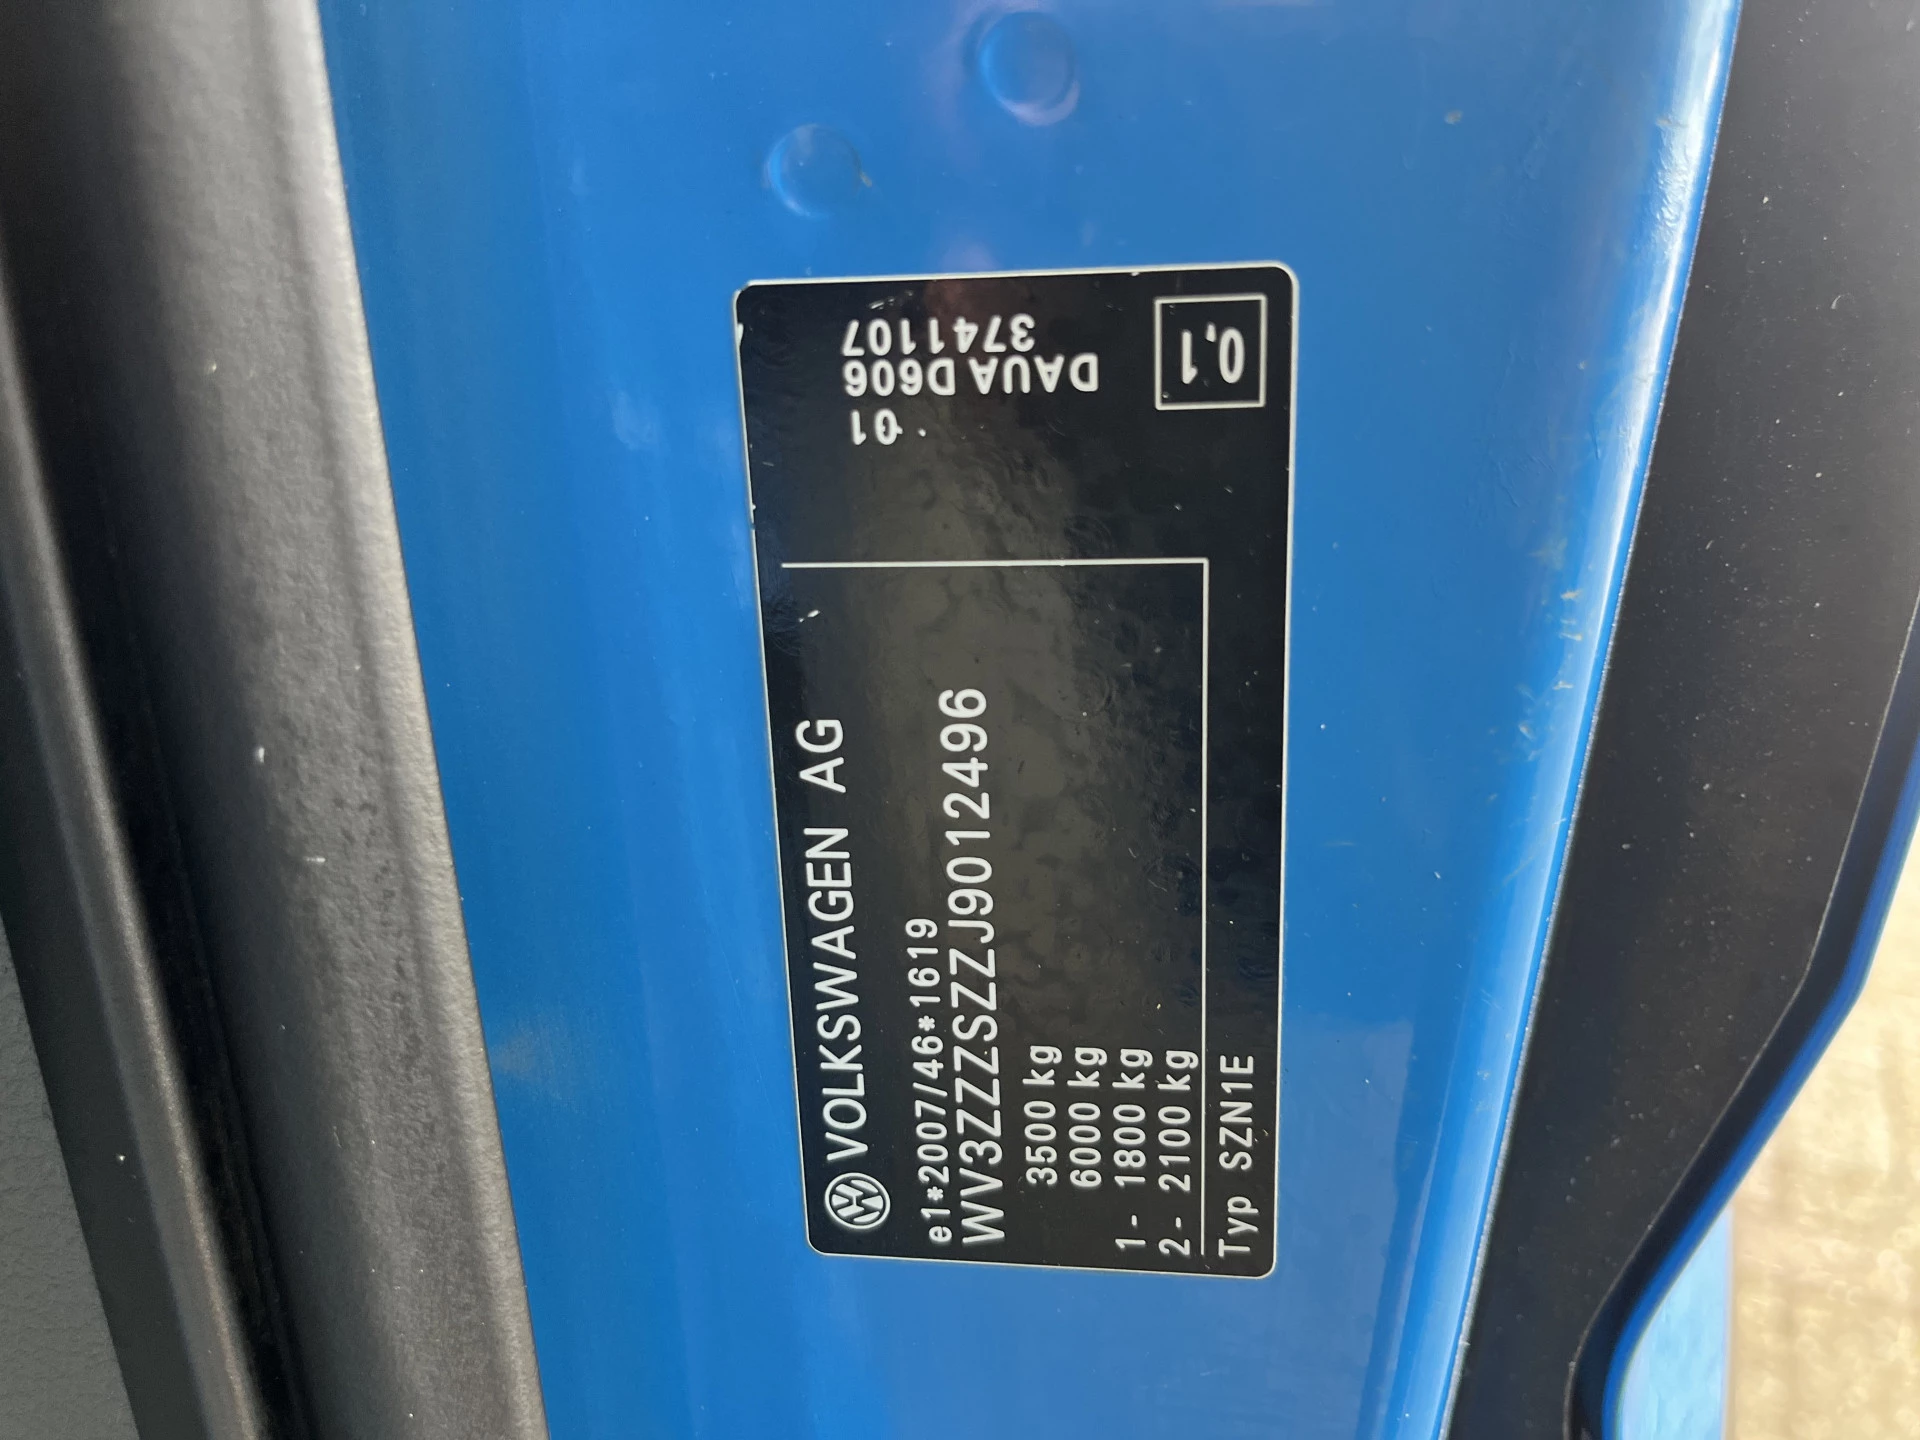 VOLKSWAGEN AG
e1*2007/46*1619
WV3ZZZSZZJ9012496
3500 kg
6000 kg
1- 1800 kg
2- 2100 kg
Typ SZN1E
01
DAUA D606
3741107
0,1